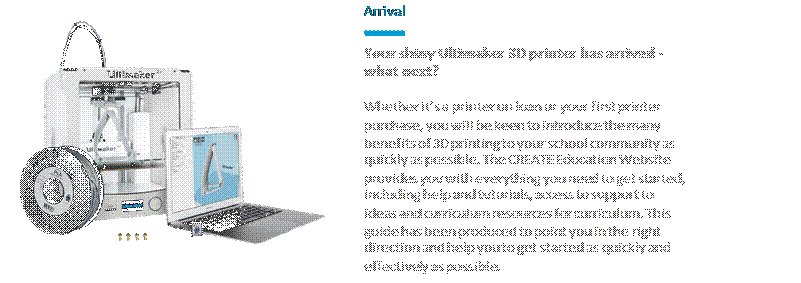 Arrival
Your shiny Ultimaker 3D printer has arrived -
what next?
Whether it's a printer on loan or your first printer
purchase, you will be keen to introduce the many
benefits of 3D printing to your school community as
quickly as possible. The CREATE Education Website
provides you with everything you need to get started,
including help and tutorials, access to support to
ideas and curriculum resources for curriculum. This
guide has been produced to point you in the right
direction and help you to get started as quickly and
effectively as possible.
Ultimaker
Ultimaker